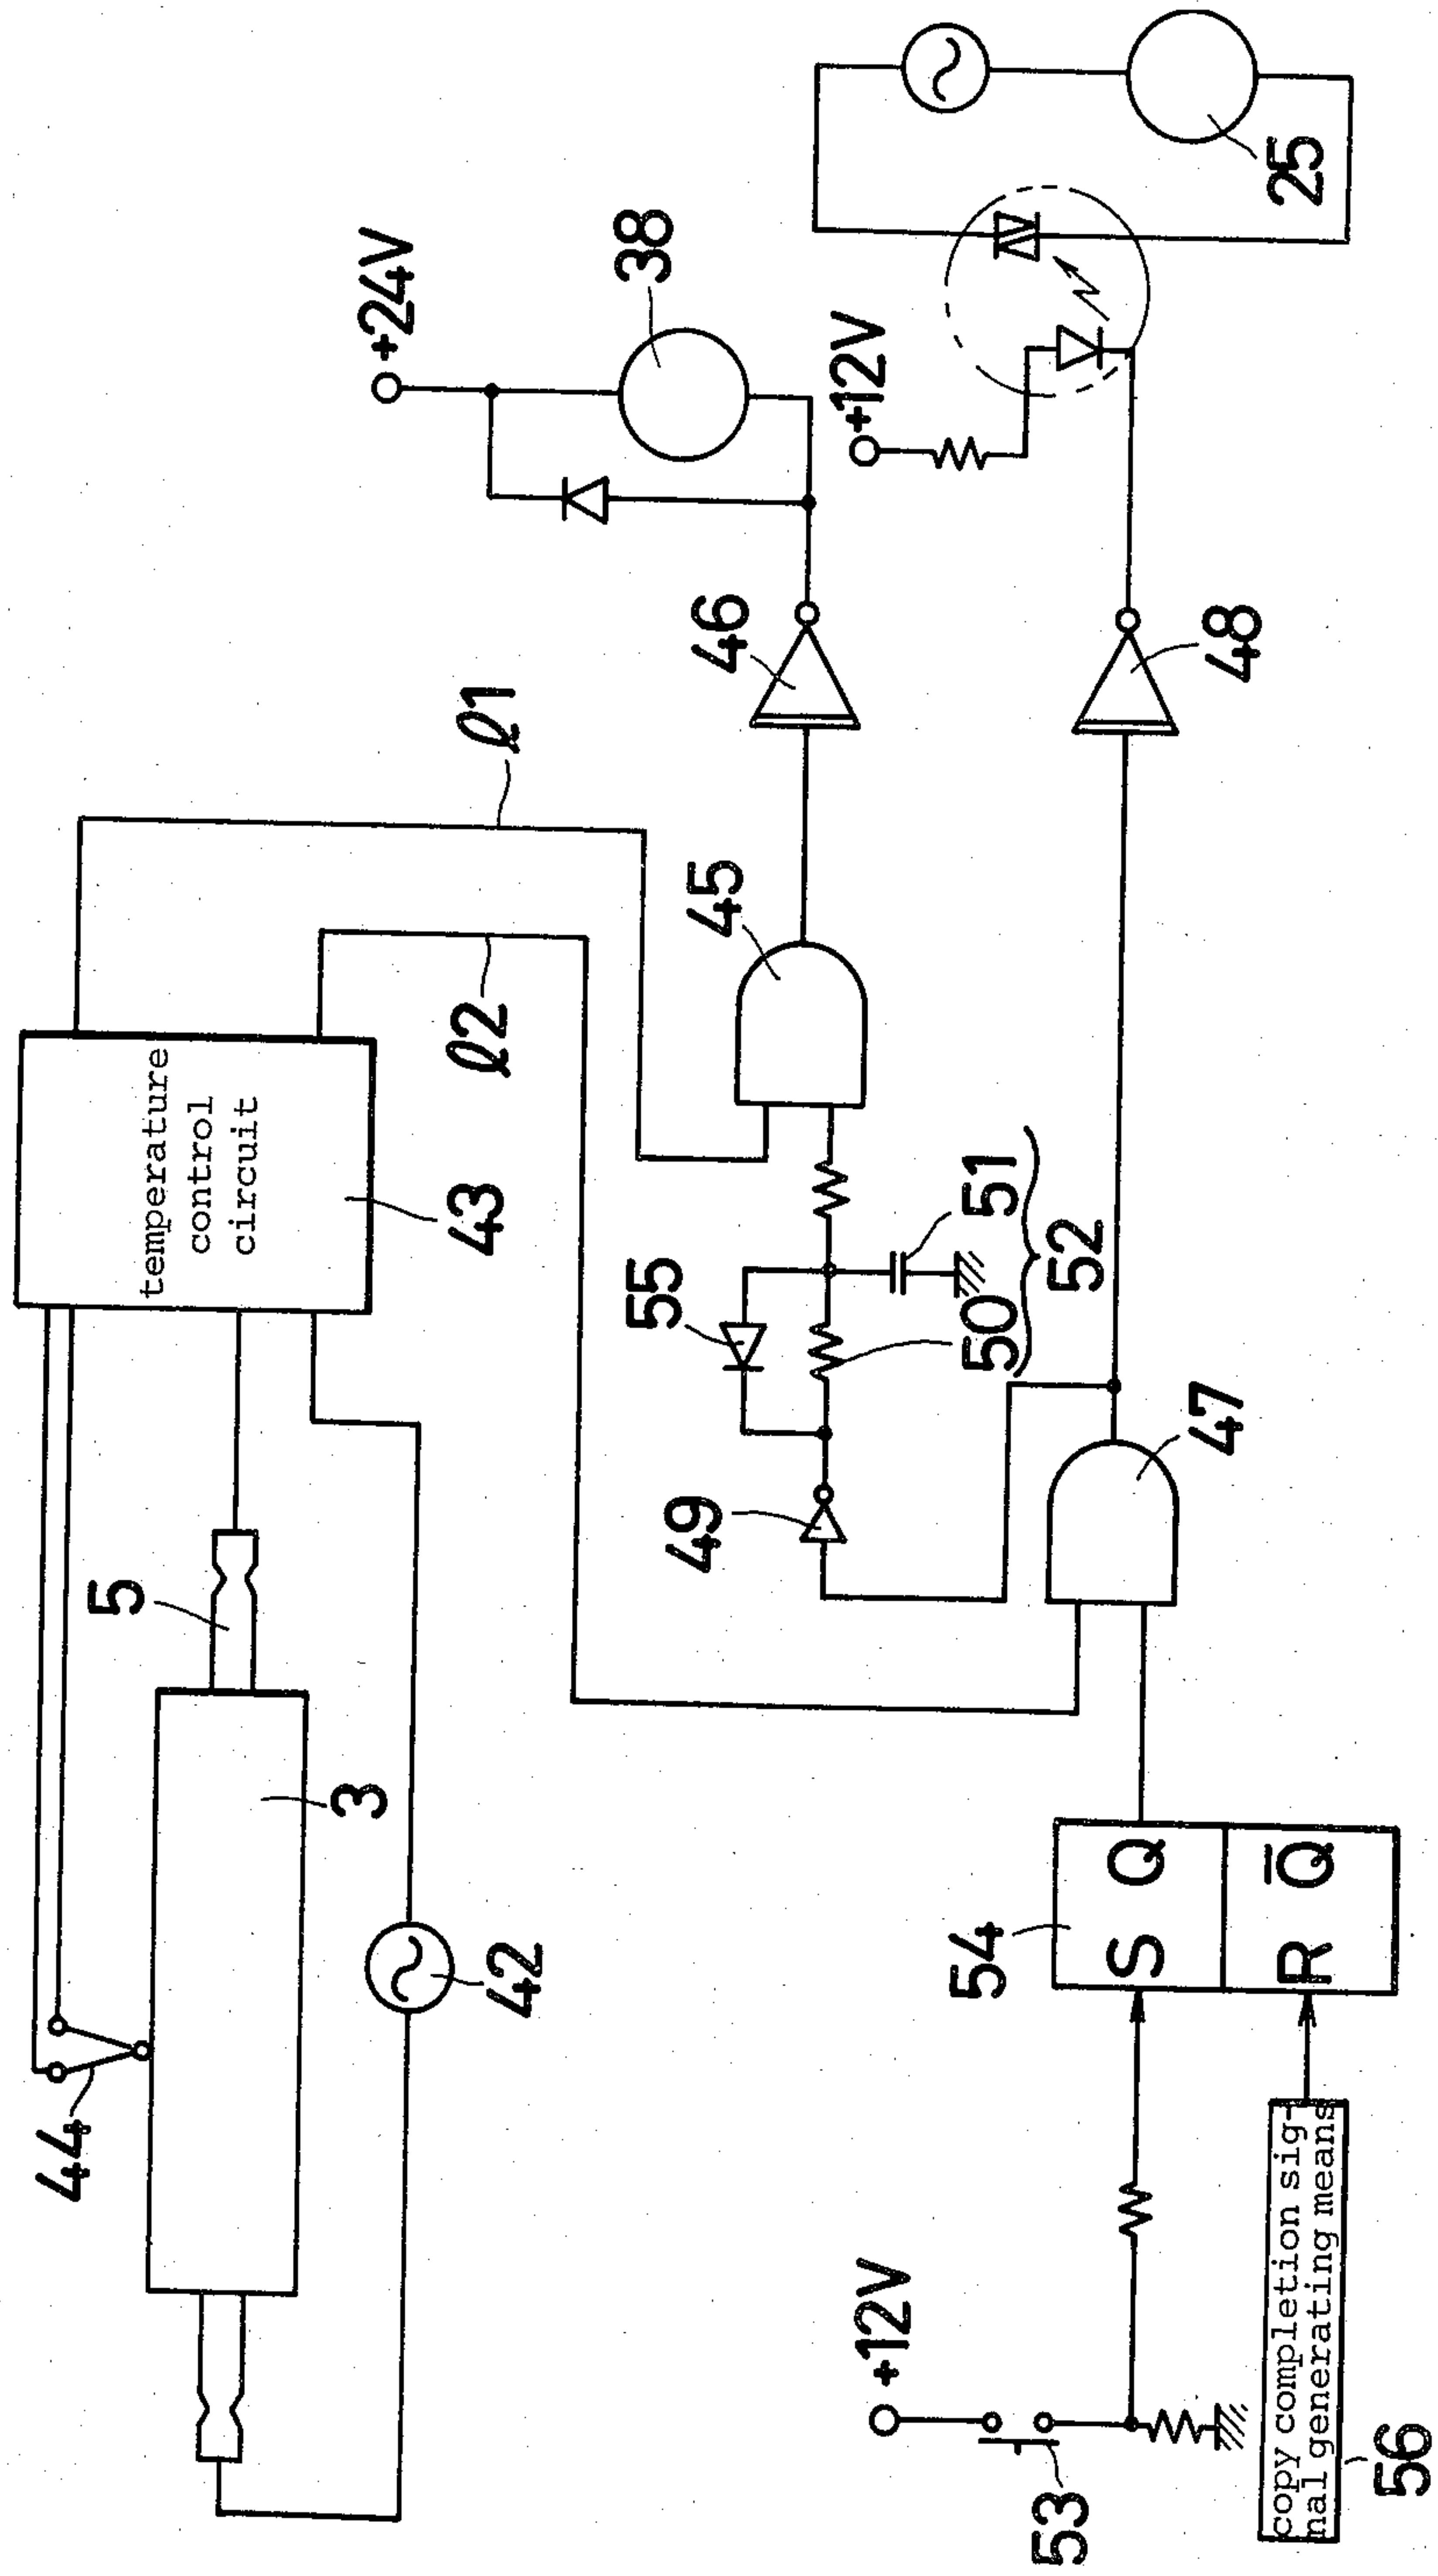 44
5
3
42
temperature
control
circuit
43
ℓ1
ℓ2
+24V
38
46
45
55
49
50
51
52
+12V
25
48
47
54
S Q
R Q̅
+12V
53
copy completion sig-
nal generating means
56